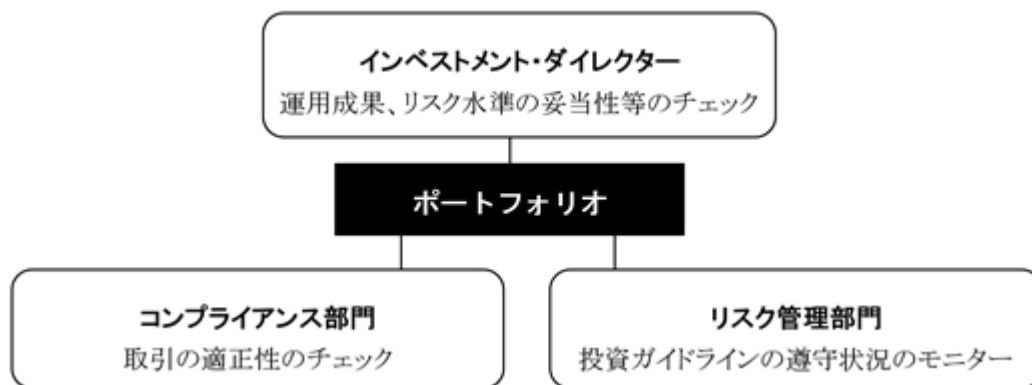 インベストメント・ダイレクター
運用成果、リスク水準の妥当性等のチェック
ポートフォリオ
コンプライアンス部門
取引の適正性のチェック
リスク管理部門
投資ガイドラインの遵守状況のモニター